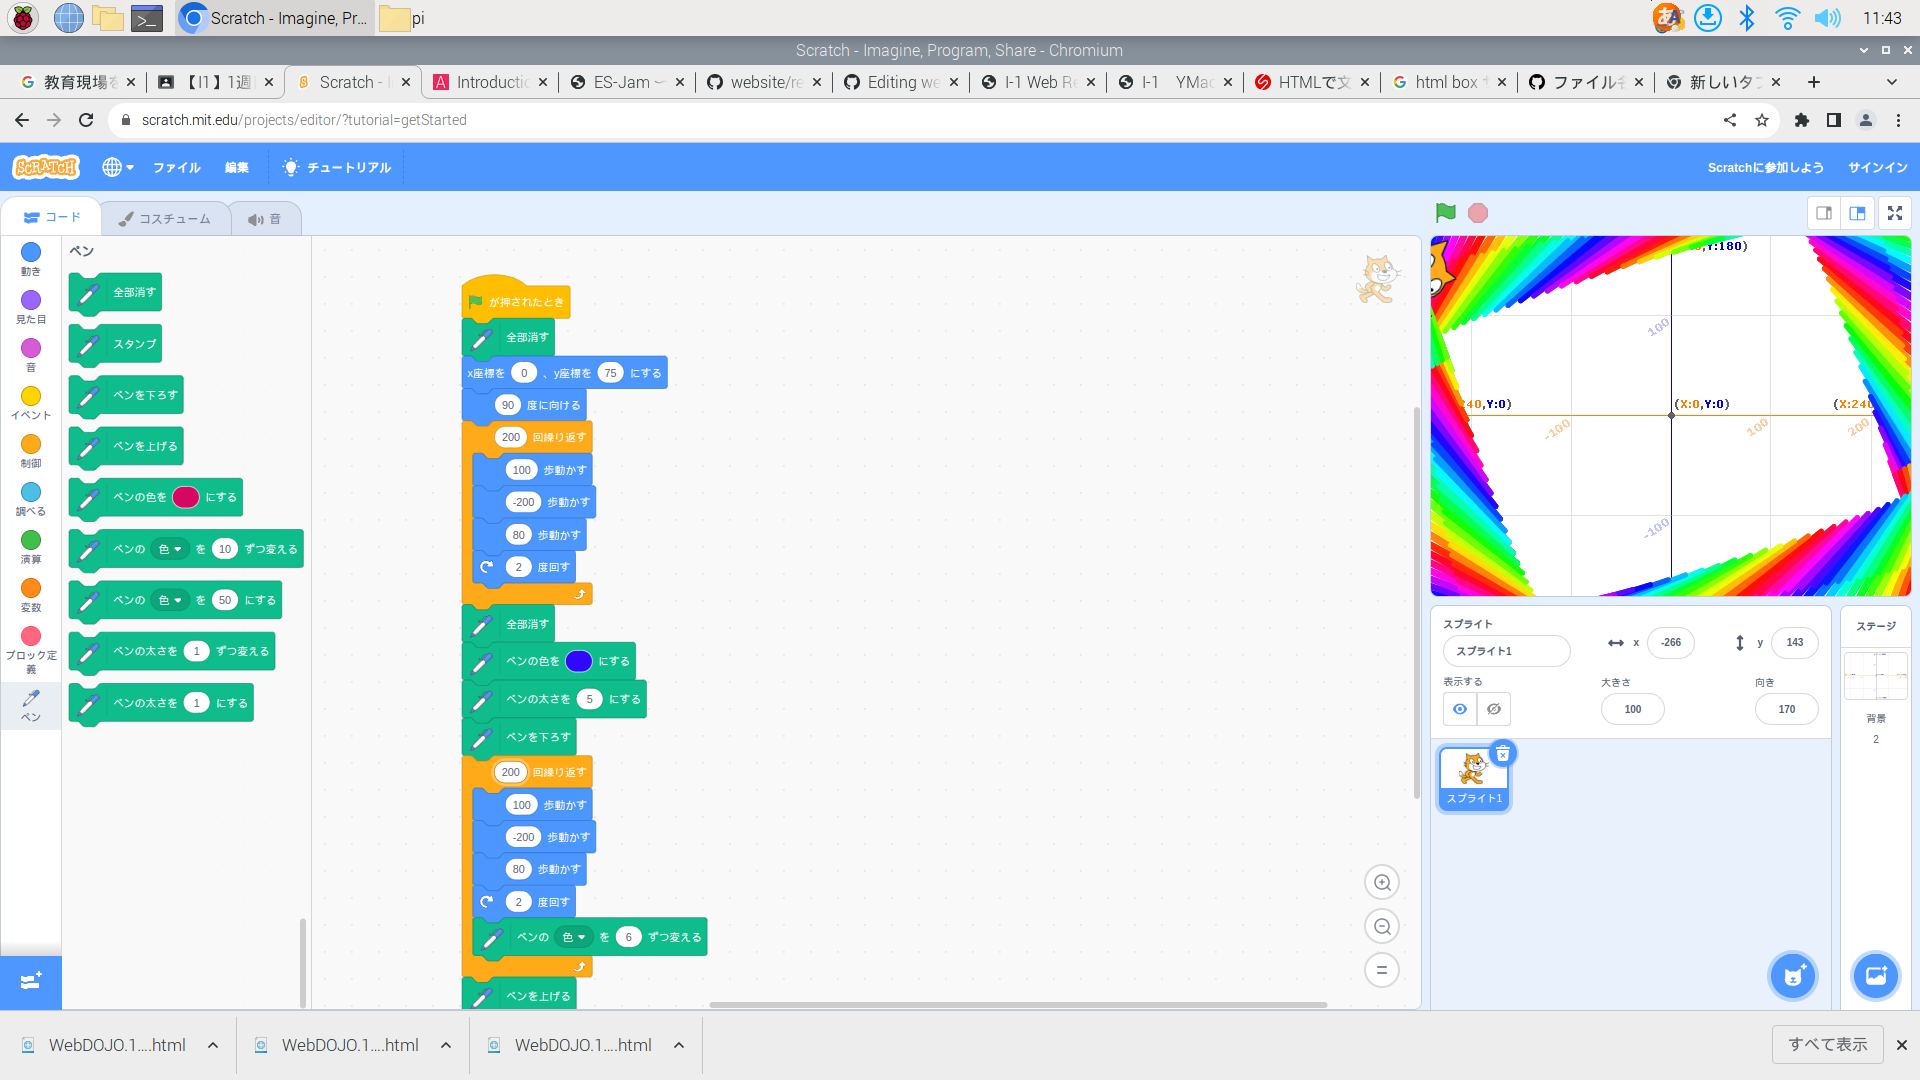 Scratch - Imagine, Pr...
pi
11:43
Scratch - Imagine, Program, Share - Chromium
教育現場を
【I1】1週
Scratch - I
Introductio
ES-Jam ー
website/re
Editing we
I-1 Web Re
I-1 YMac
HTMLで文
html box サ
ファイル名
新しいタブ
scratch.mit.edu/projects/editor/?tutorial=getStarted
SCRATCH
ファイル
編集
チュートリアル
Scratchに参加しよう
サインイン
コード
コスチューム
音
動き
見た目
音
イベント
制御
調べる
演算
変数
ブロック定義
ペン
ペン
全部消す
スタンプ
ペンを下ろす
ペンを上げる
ペンの色を にする
ペンの 色 を 10 ずつ変える
ペンの 色 を 50 にする
ペンの太さを 1 ずつ変える
ペンの太さを 1 にする
が押されたとき
全部消す
x座標を 0 、y座標を 75 にする
90 度に向ける
200 回繰り返す
100 歩動かす
-200 歩動かす
80 歩動かす
2 度回す
全部消す
ペンの色を にする
ペンの太さを 5 にする
ペンを下ろす
200 回繰り返す
100 歩動かす
-200 歩動かす
80 歩動かす
2 度回す
ペンの 色 を 6 ずつ変える
ペンを上げる
,Y:180)
100
240,Y:0)
(X:0,Y:0)
(X:240
-100
100
200
-100
スプライト
スプライト1
x -266
y 143
表示する
大きさ
100
向き
170
スプライト1
ステージ
背景
2
WebDOJO.1....html
WebDOJO.1....html
WebDOJO.1....html
すべて表示